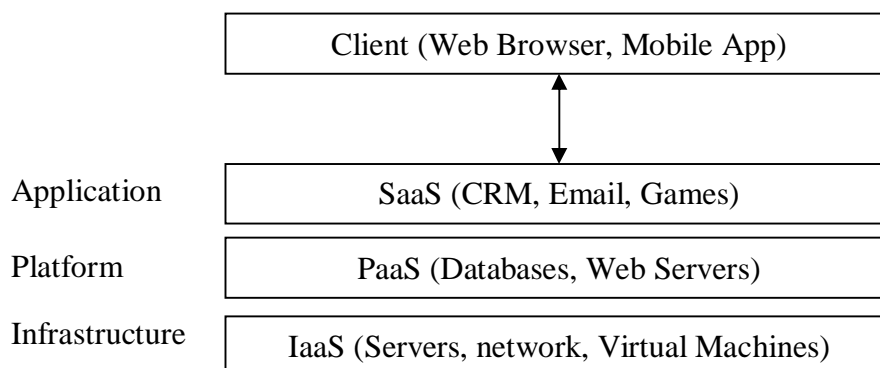 Client (Web Browser, Mobile App)
Application
SaaS (CRM, Email, Games)
Platform
PaaS (Databases, Web Servers)
Infrastructure
IaaS (Servers, network, Virtual Machines)